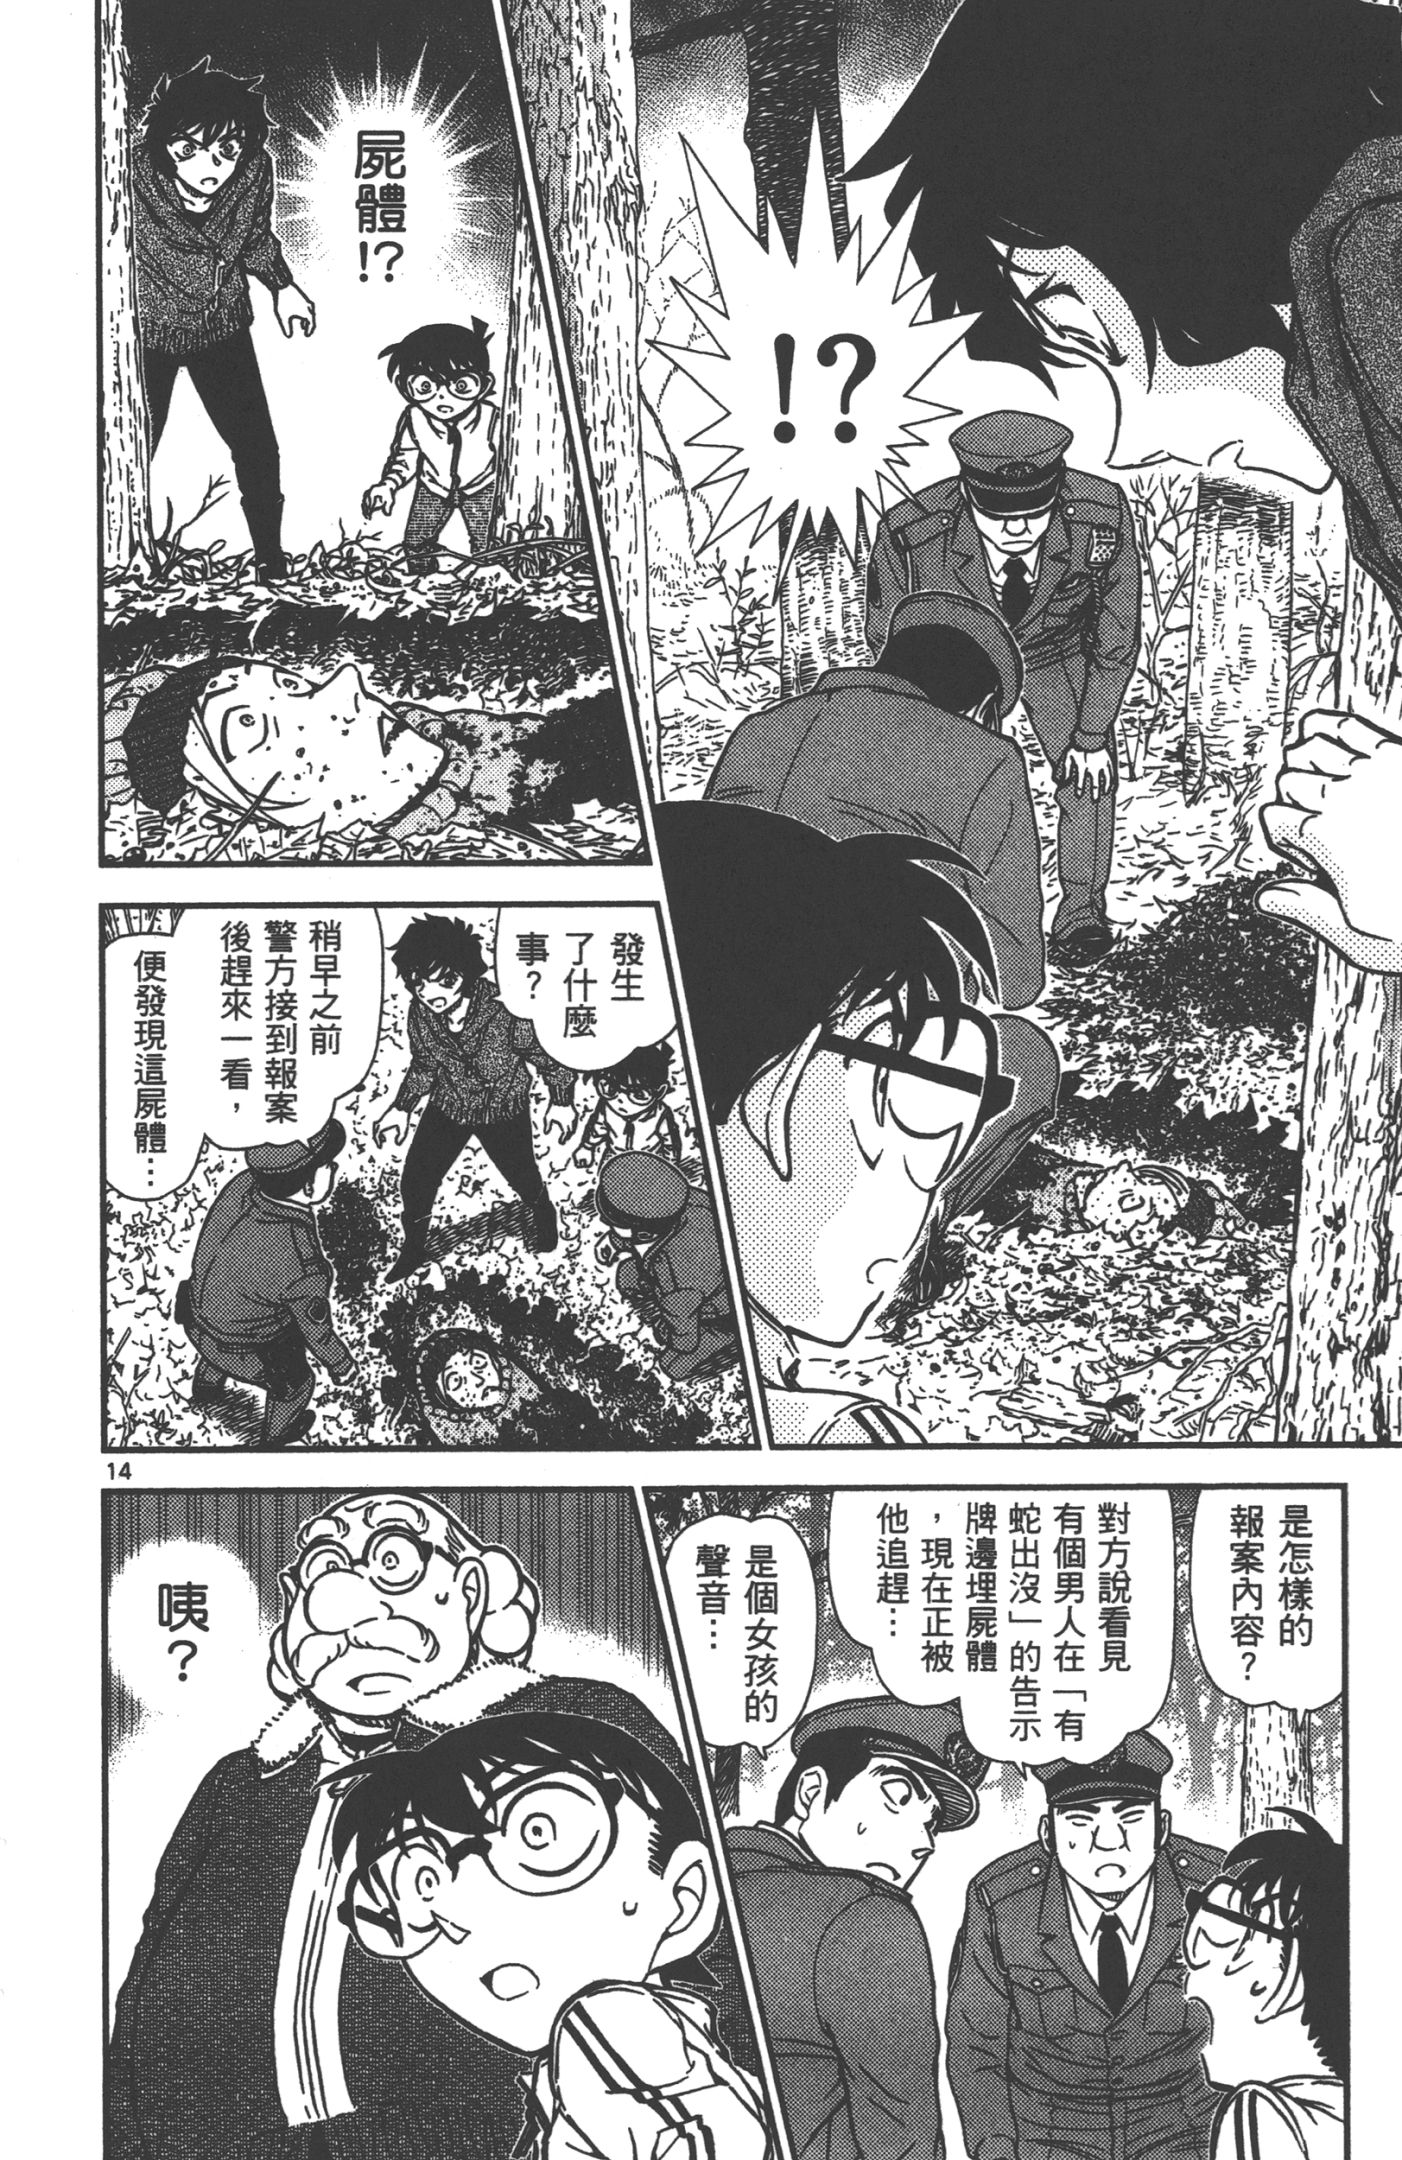 !?
屍體!?
發生
了什麼
事?
稍早之前
警方接到報案
後趕來一看，
便發現這屍體…
14
是怎樣的
報案內容?
對方說看見
有個男人在「有
蛇出沒」的告示
牌邊埋屍體
，現在正被
他追趕…
是個女孩的
聲音…
咦?